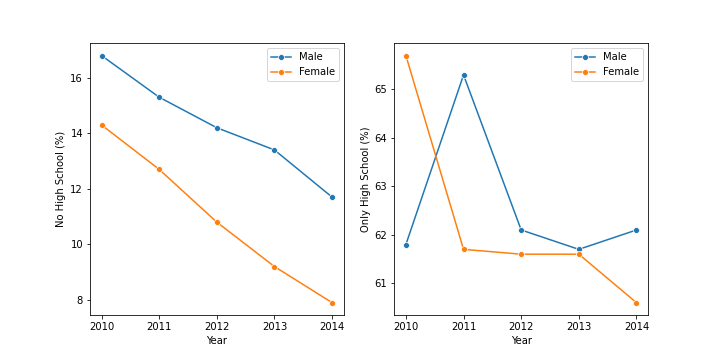 Male
Female
No High School (%)
16
14
12
10
8
2010 2011 2012 2013 2014
Year
Male
Female
Only High School (%)
65
64
63
62
61
2010 2011 2012 2013 2014
Year